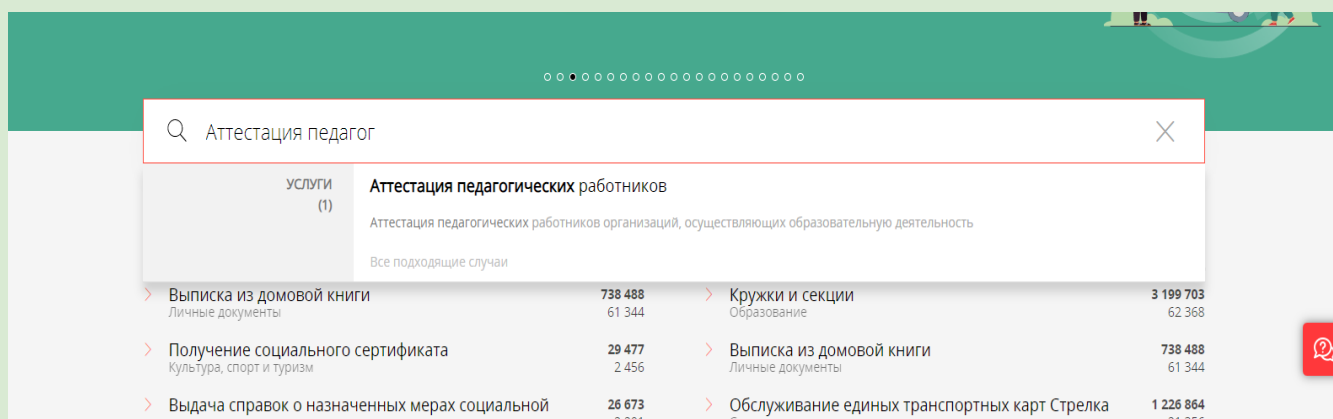 Аттестация педагог
УСЛУГИ
(1)
Аттестация педагогических работников
Аттестация педагогических работников организаций, осуществляющих образовательную деятельность
Все подходящие случаи
Выписка из домовой книги 738 488
Личные документы 61 344
Кружки и секции 3 199 703
Образование 62 368
Получение социального сертификата 29 477
Культура, спорт и туризм 2 456
Выписка из домовой книги 738 488
Личные документы 61 344
Выдача справок о назначенных мерах социальной 26 673
Обслуживание единых транспортных карт Стрелка 1 226 864